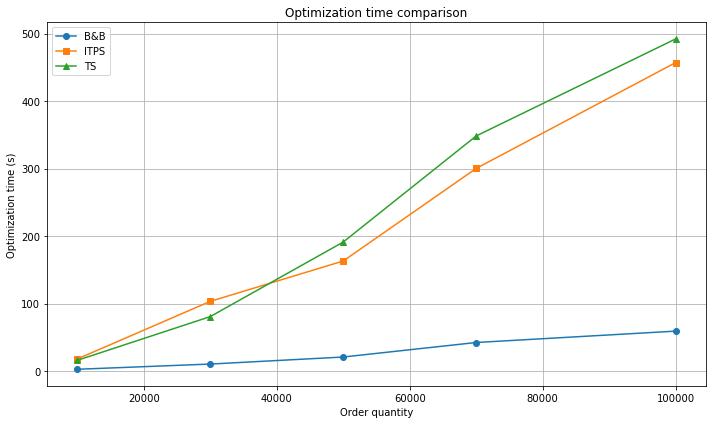 Optimization time comparison
B&B
ITPS
TS
Optimization time (s)
500
400
300
200
100
0
20000
40000
60000
80000
100000
Order quantity